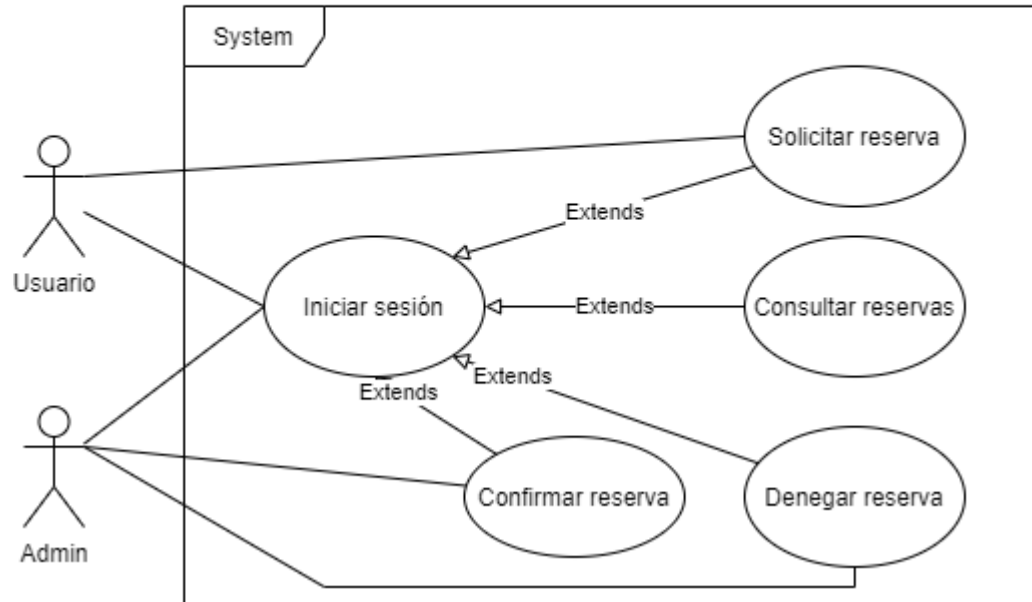 System
Solicitar reserva
Extends
Usuario
Iniciar sesión
Extends
Consultar reservas
Extends
Extends
Confirmar reserva
Denegar reserva
Admin